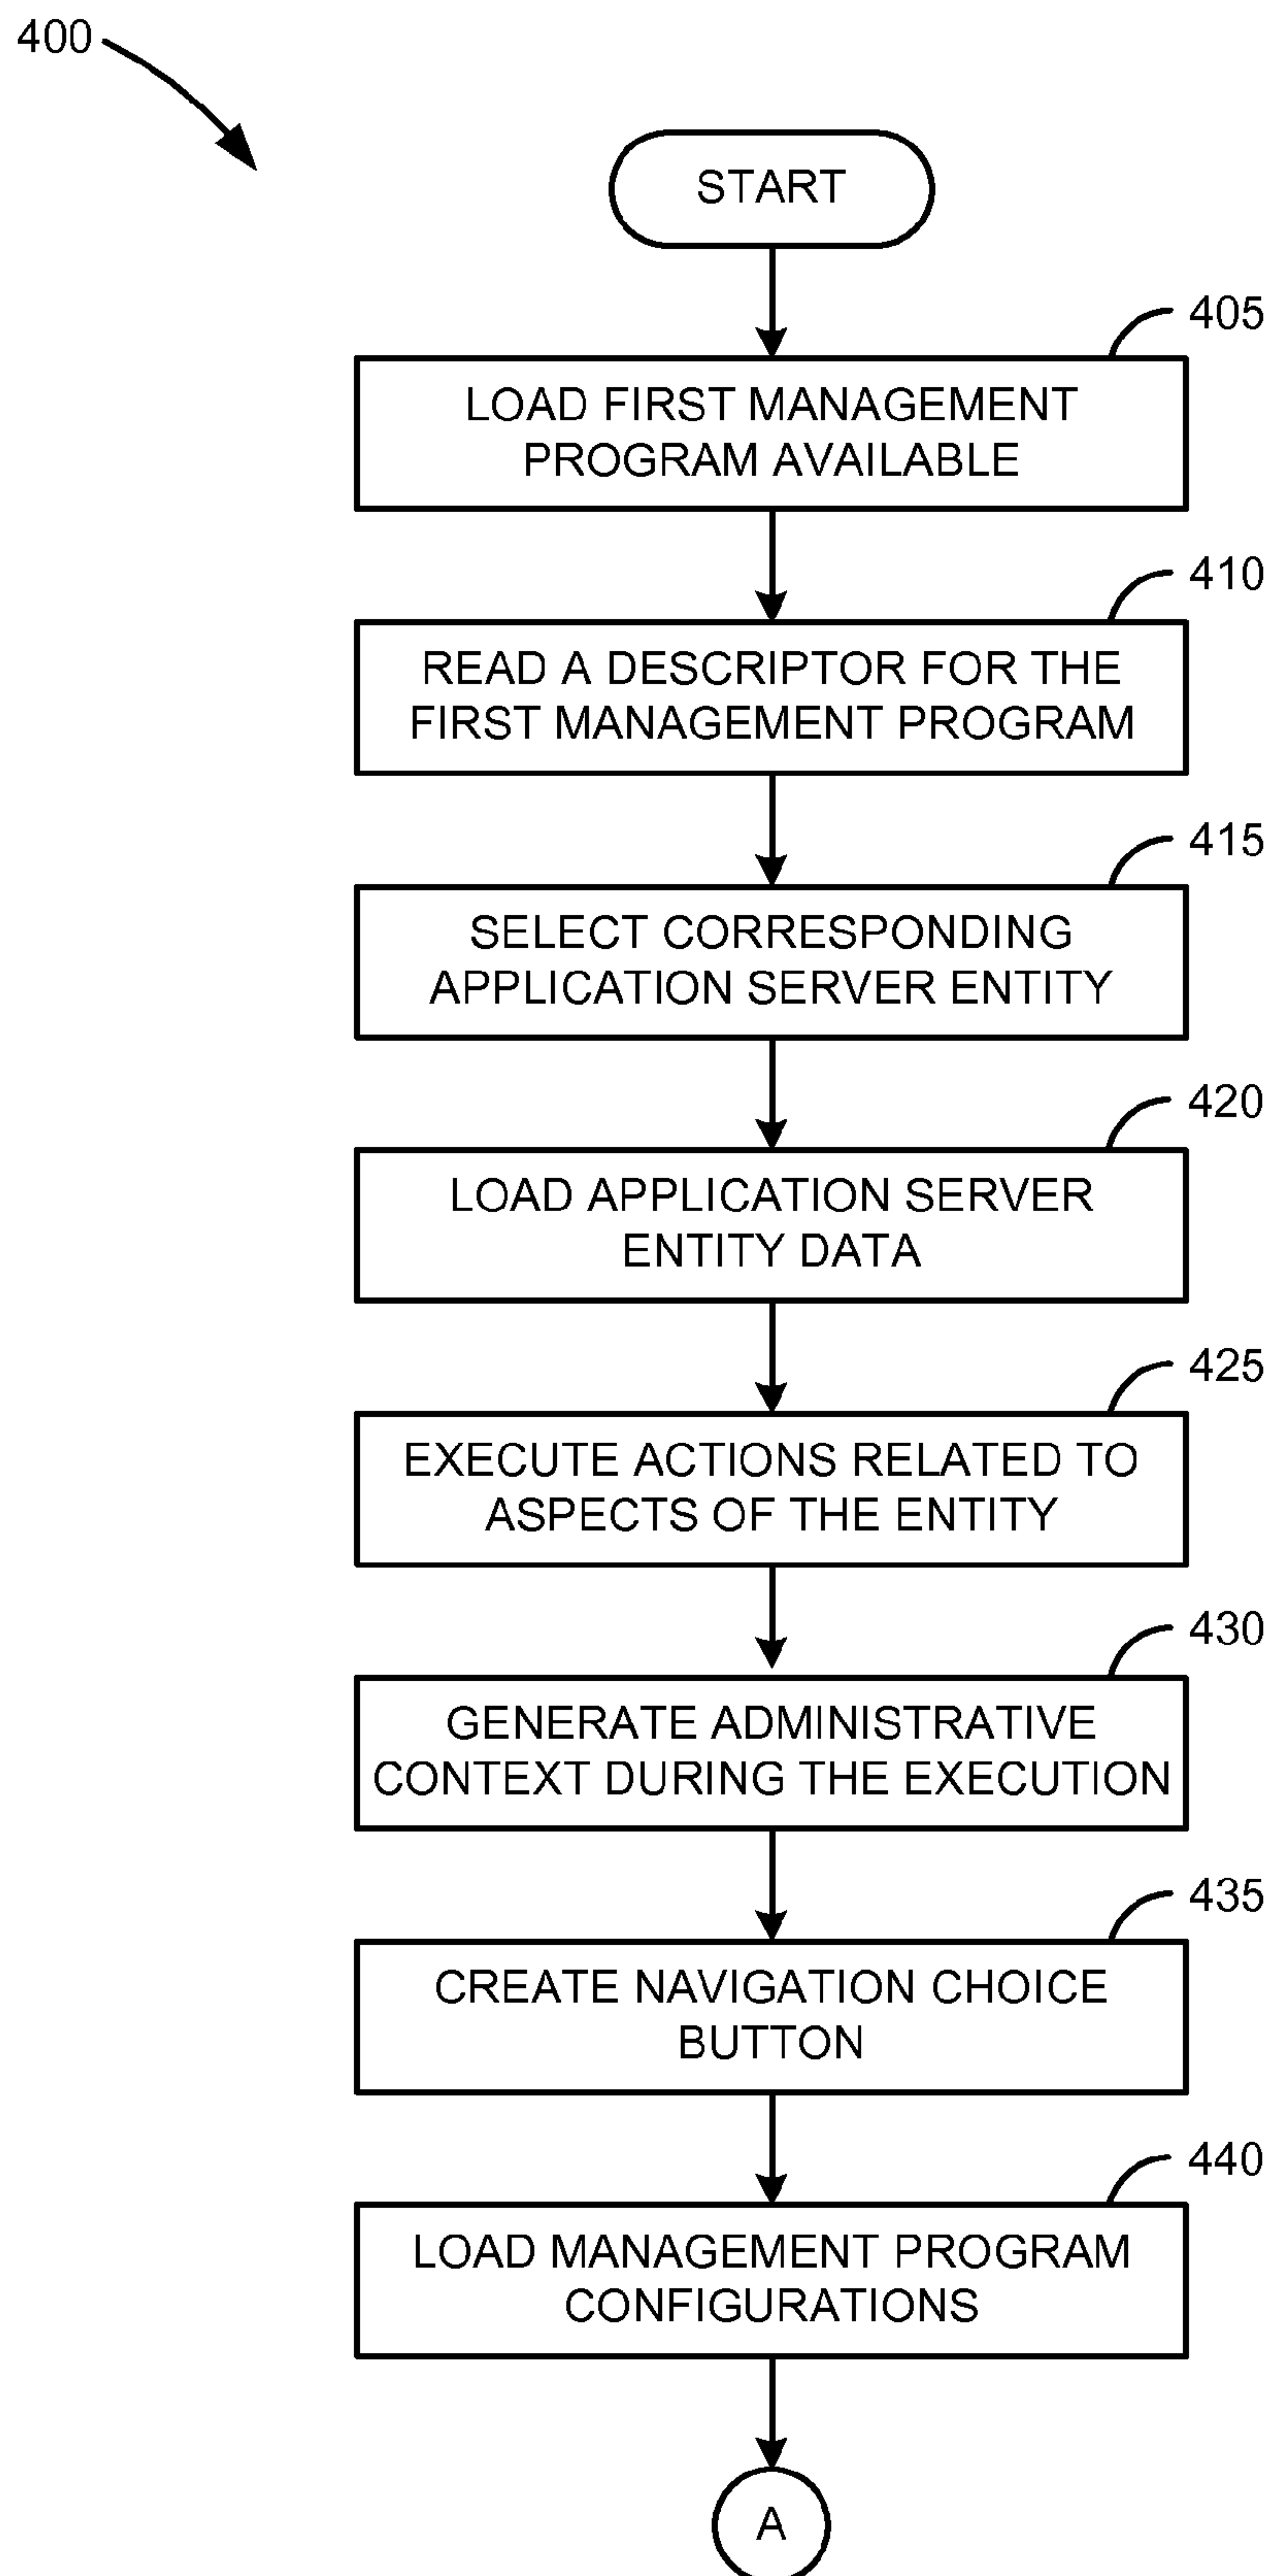 400
START
405
LOAD FIRST MANAGEMENT
PROGRAM AVAILABLE
410
READ A DESCRIPTOR FOR THE
FIRST MANAGEMENT PROGRAM
415
SELECT CORRESPONDING
APPLICATION SERVER ENTITY
420
LOAD APPLICATION SERVER
ENTITY DATA
425
EXECUTE ACTIONS RELATED TO
ASPECTS OF THE ENTITY
430
GENERATE ADMINISTRATIVE
CONTEXT DURING THE EXECUTION
435
CREATE NAVIGATION CHOICE
BUTTON
440
LOAD MANAGEMENT PROGRAM
CONFIGURATIONS
A